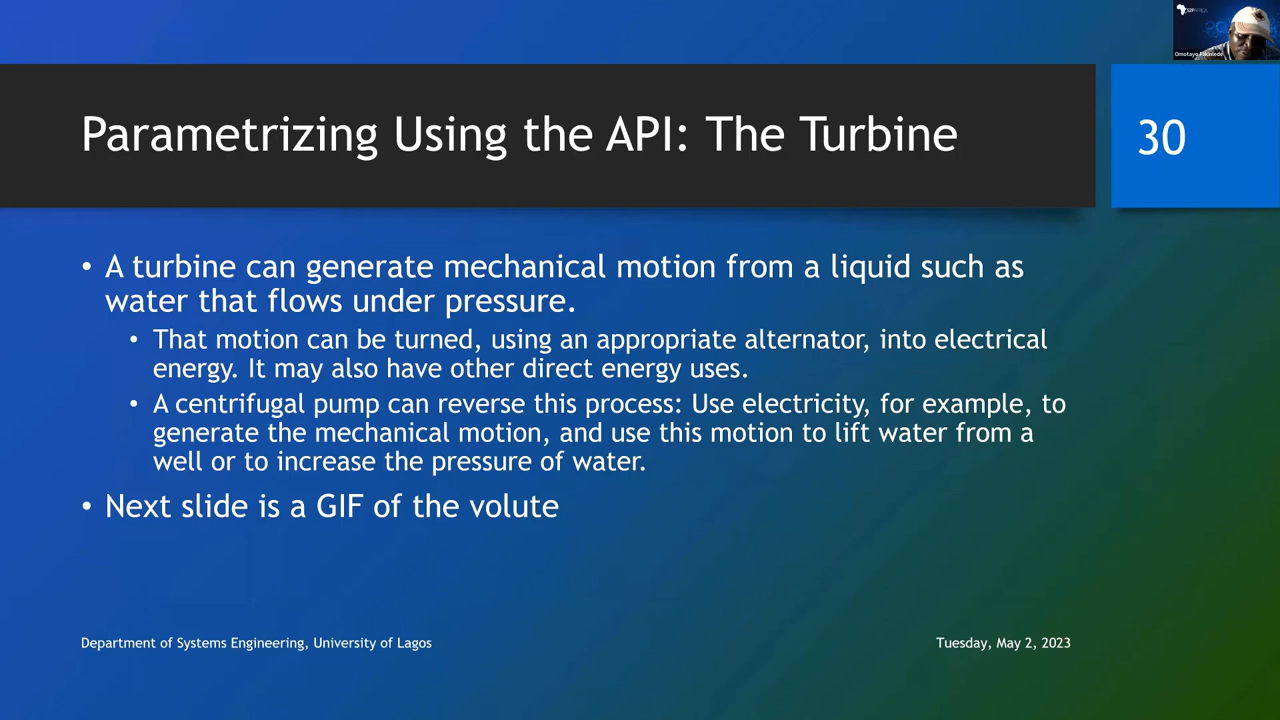 Parametrizing Using the API: The Turbine
30
• A turbine can generate mechanical motion from a liquid such as
water that flows under pressure.
• That motion can be turned, using an appropriate alternator, into electrical
energy. It may also have other direct energy uses.
• A centrifugal pump can reverse this process: Use electricity, for example, to
generate the mechanical motion, and use this motion to lift water from a
well or to increase the pressure of water.
• Next slide is a GIF of the volute
Department of Systems Engineering, University of Lagos
Tuesday, May 2, 2023
Omotayo